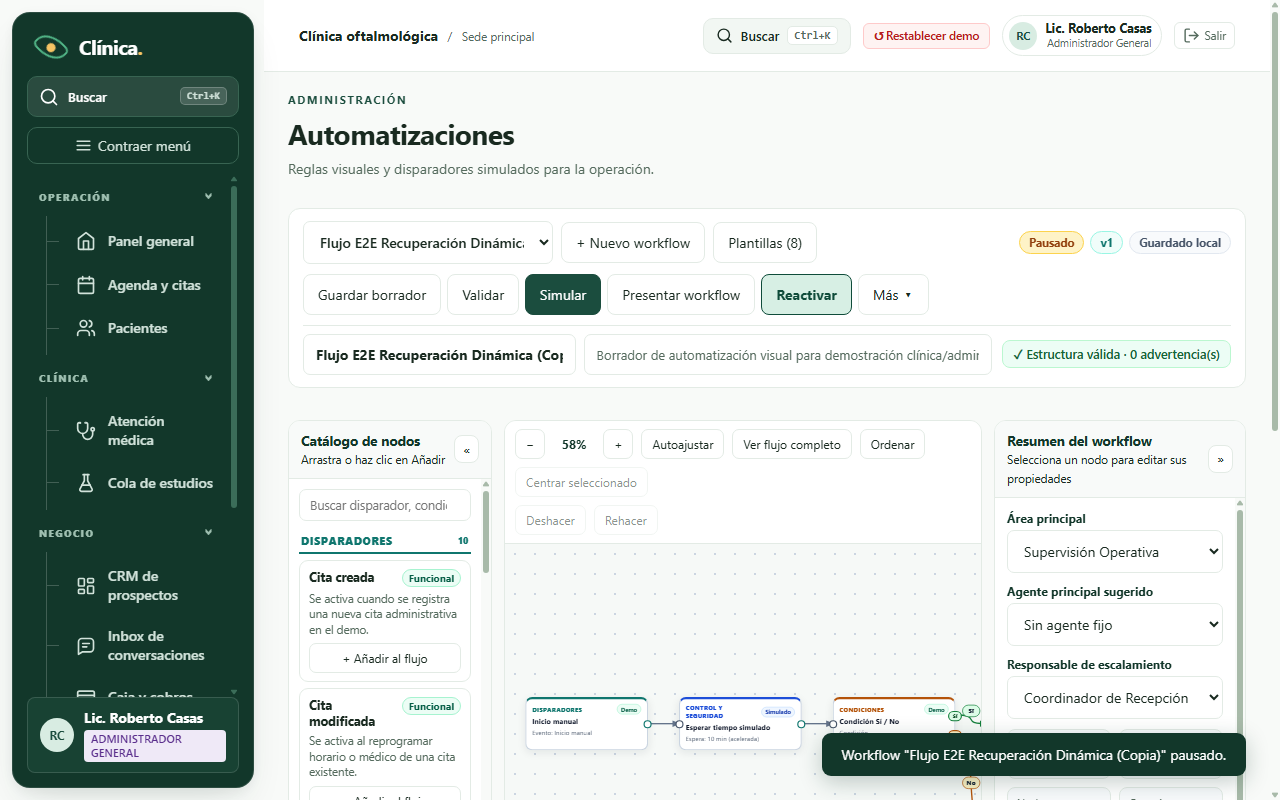 Clínica.
Buscar Ctrl+K
Contraer menú
OPERACIÓN
Panel general
Agenda y citas
Pacientes
CLÍNICA
Atención
médica
Cola de estudios
NEGOCIO
CRM de
prospectos
Inbox de
conversaciones
Caja y cobros
RC
Lic. Roberto Casas
ADMINISTRADOR
GENERAL
Clínica oftalmológica / Sede principal
Buscar Ctrl+K
↺ Restablecer demo
RC
Lic. Roberto Casas
Administrador General
Salir
ADMINISTRACIÓN
Automatizaciones
Reglas visuales y disparadores simulados para la operación.
Flujo E2E Recuperación Dinámica
+ Nuevo workflow
Plantillas (8)
Pausado
v1
Guardado local
Guardar borrador
Validar
Simular
Presentar workflow
Reactivar
Más ▾
Flujo E2E Recuperación Dinámica (Cop
Borrador de automatización visual para demostración clínica/admin
✓ Estructura válida · 0 advertencia(s)
Catálogo de nodos
Arrastra o haz clic en Añadir
«
Buscar disparador, condic
DISPARADORES 10
Cita creada Funcional
Se activa cuando se registra
una nueva cita administrativa
en el demo.
+ Añadir al flujo
Cita
modificada
Funcional
Se activa al reprogramar
horario o médico de una cita
existente.
+ Añadir al flujo
−
58%
+
Autoajustar
Ver flujo completo
Ordenar
Centrar seleccionado
Deshacer
Rehacer
DISPARADORES Demo
Inicio manual
Evento: Inicio manual
CONTROL Y
SEGURIDAD
Simulado
Esperar tiempo simulado
Espera: 10 min (acelerada)
CONDICIONES Demo
Condición Sí / No
Sí
Sí
No
Resumen del workflow
Selecciona un nodo para editar sus
propiedades
»
Área principal
Supervisión Operativa
Agente principal sugerido
Sin agente fijo
Responsable de escalamiento
Coordinador de Recepción
Workflow "Flujo E2E Recuperación Dinámica (Copia)" pausado.